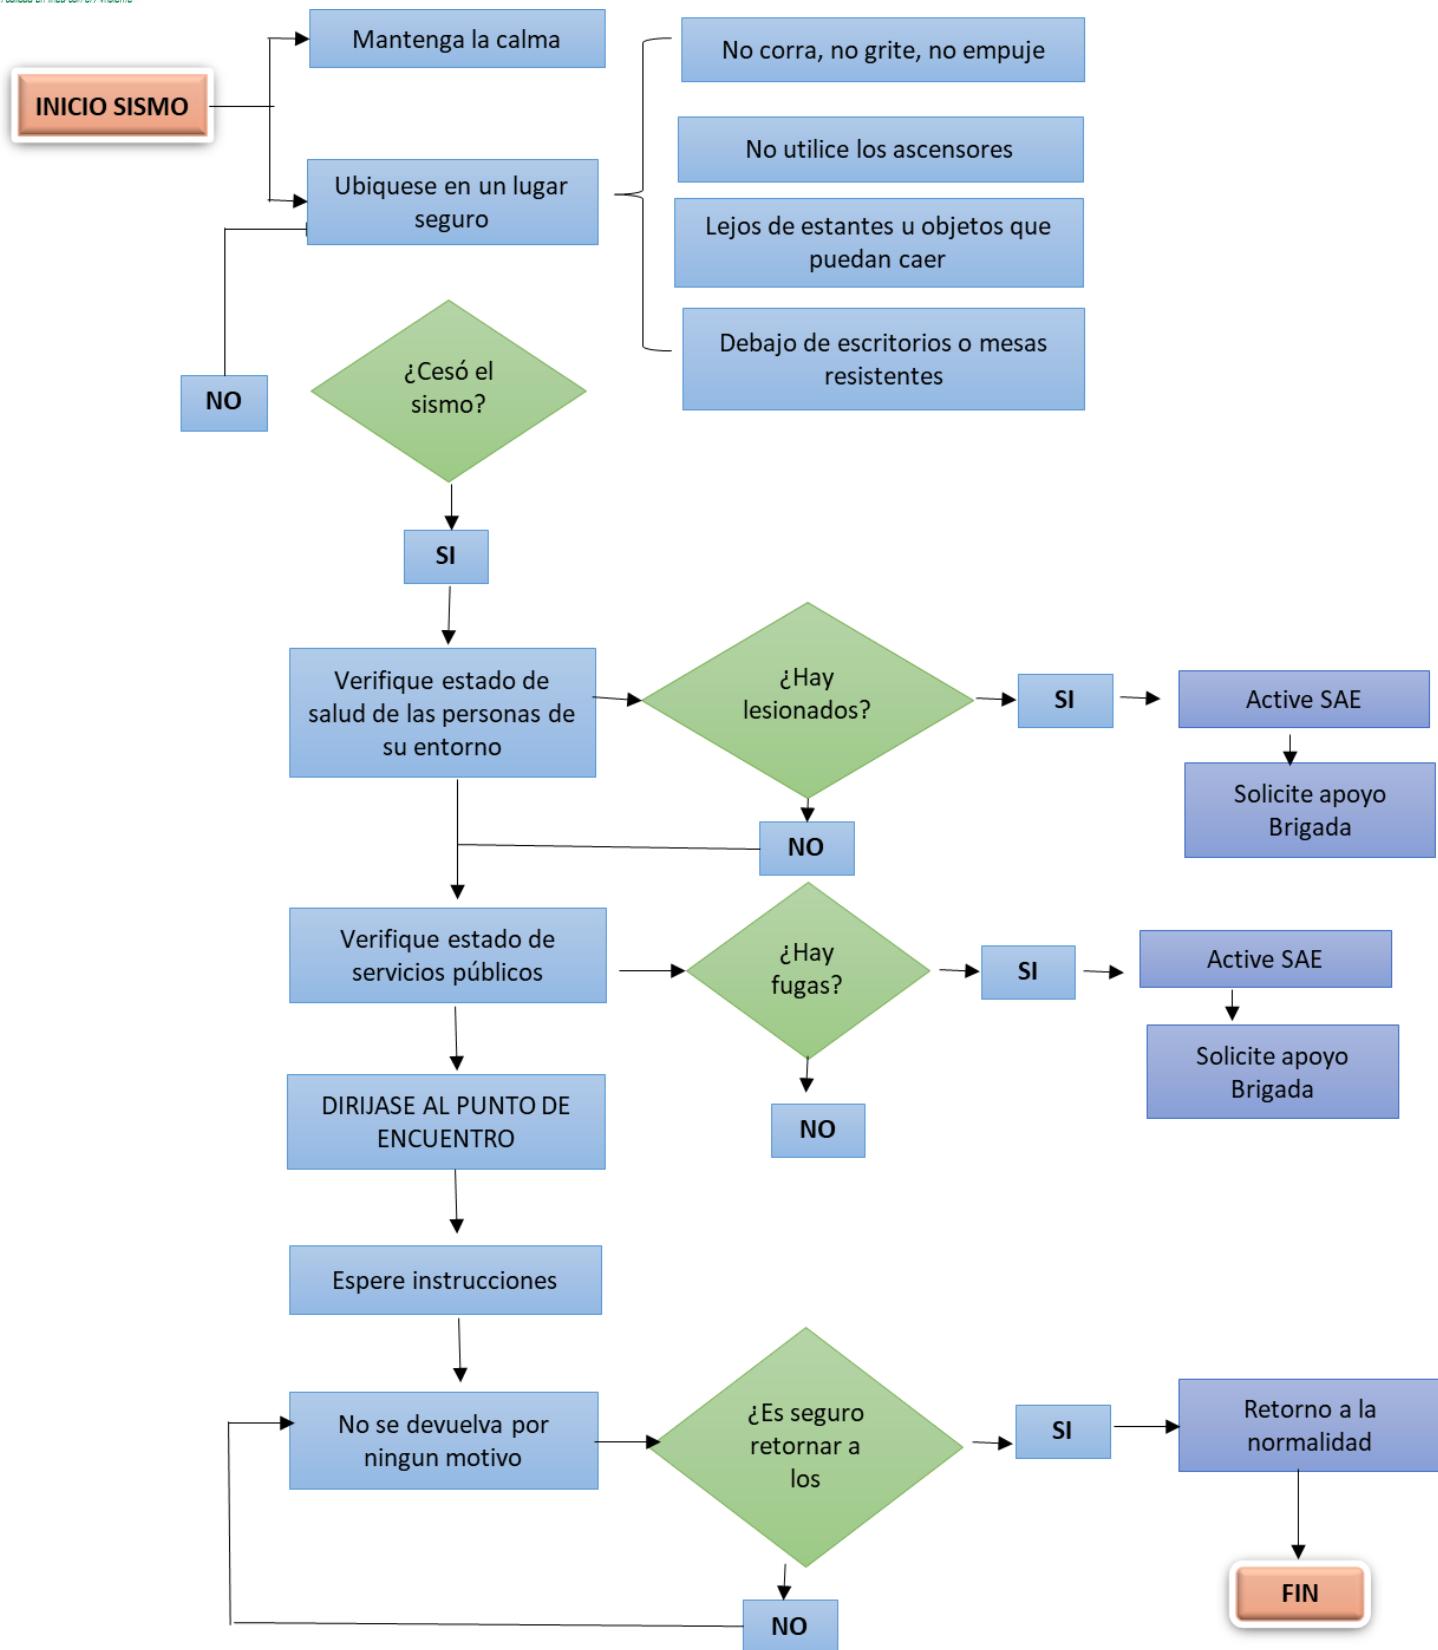 Mantenga la calma
No corra, no grite, no empuje
INICIO SISMO
No utilice los ascensores
Ubiquese en un lugar
seguro
Lejos de estantes u objetos que
puedan caer
Debajo de escritorios o mesas
resistentes
¿Cesó el
sismo?
NO
SI
Verifique estado de
salud de las personas de
su entorno
¿Hay
lesionados?
SI
Active SAE
Solicite apoyo
Brigada
NO
Verifique estado de
servicios públicos
¿Hay
fugas?
SI
Active SAE
Solicite apoyo
Brigada
NO
DIRIJASE AL PUNTO DE
ENCUENTRO
Espere instrucciones
No se devuelva por
ningun motivo
¿Es seguro
retornar a
los
SI
Retorno a la
normalidad
NO
FIN